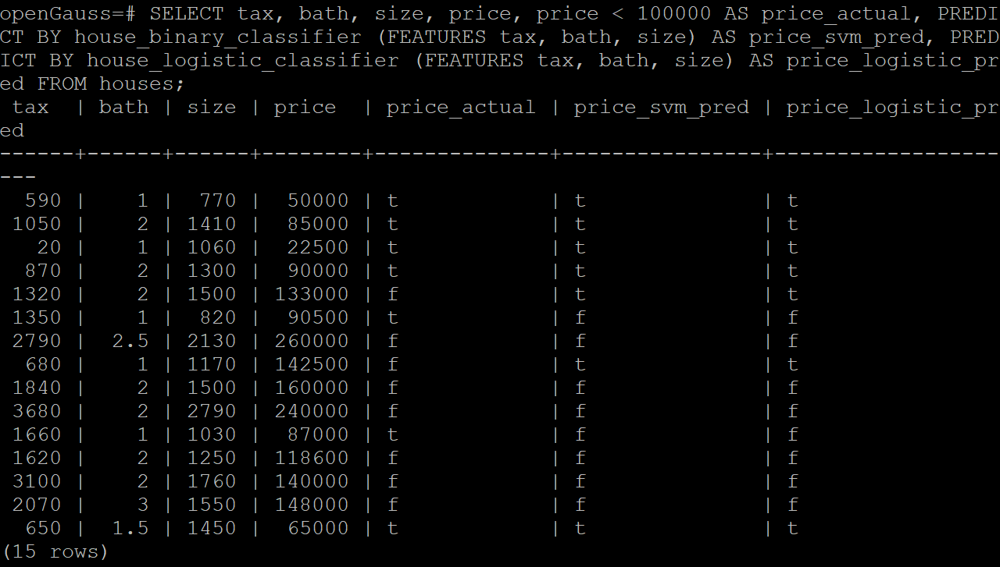 openGauss=# SELECT tax, bath, size, price, price < 100000 AS price_actual, PREDI
CT BY house_binary_classifier (FEATURES tax, bath, size) AS price_svm_pred, PRED
ICT BY house_logistic_classifier (FEATURES tax, bath, size) AS price_logistic_pr
ed FROM houses;
 tax  | bath | size | price  | price_actual | price_svm_pred | price_logistic_pr
ed
------+------+------+--------+--------------+----------------+------------------
---
  590 |    1 |  770 |  50000 | t            | t              | t
 1050 |    2 | 1410 |  85000 | t            | t              | t
   20 |    1 | 1060 |  22500 | t            | t              | t
  870 |    2 | 1300 |  90000 | t            | t              | t
 1320 |    2 | 1500 | 133000 | f            | t              | t
 1350 |    1 |  820 |  90500 | t            | f              | f
 2790 |  2.5 | 2130 | 260000 | f            | f              | f
  680 |    1 | 1170 | 142500 | f            | t              | t
 1840 |    2 | 1500 | 160000 | f            | f              | f
 3680 |    2 | 2790 | 240000 | f            | f              | f
 1660 |    1 | 1030 |  87000 | t            | f              | f
 1620 |    2 | 1250 | 118600 | f            | f              | f
 3100 |    2 | 1760 | 140000 | f            | f              | f
 2070 |    3 | 1550 | 148000 | f            | f              | f
  650 |  1.5 | 1450 |  65000 | t            | t              | t
(15 rows)